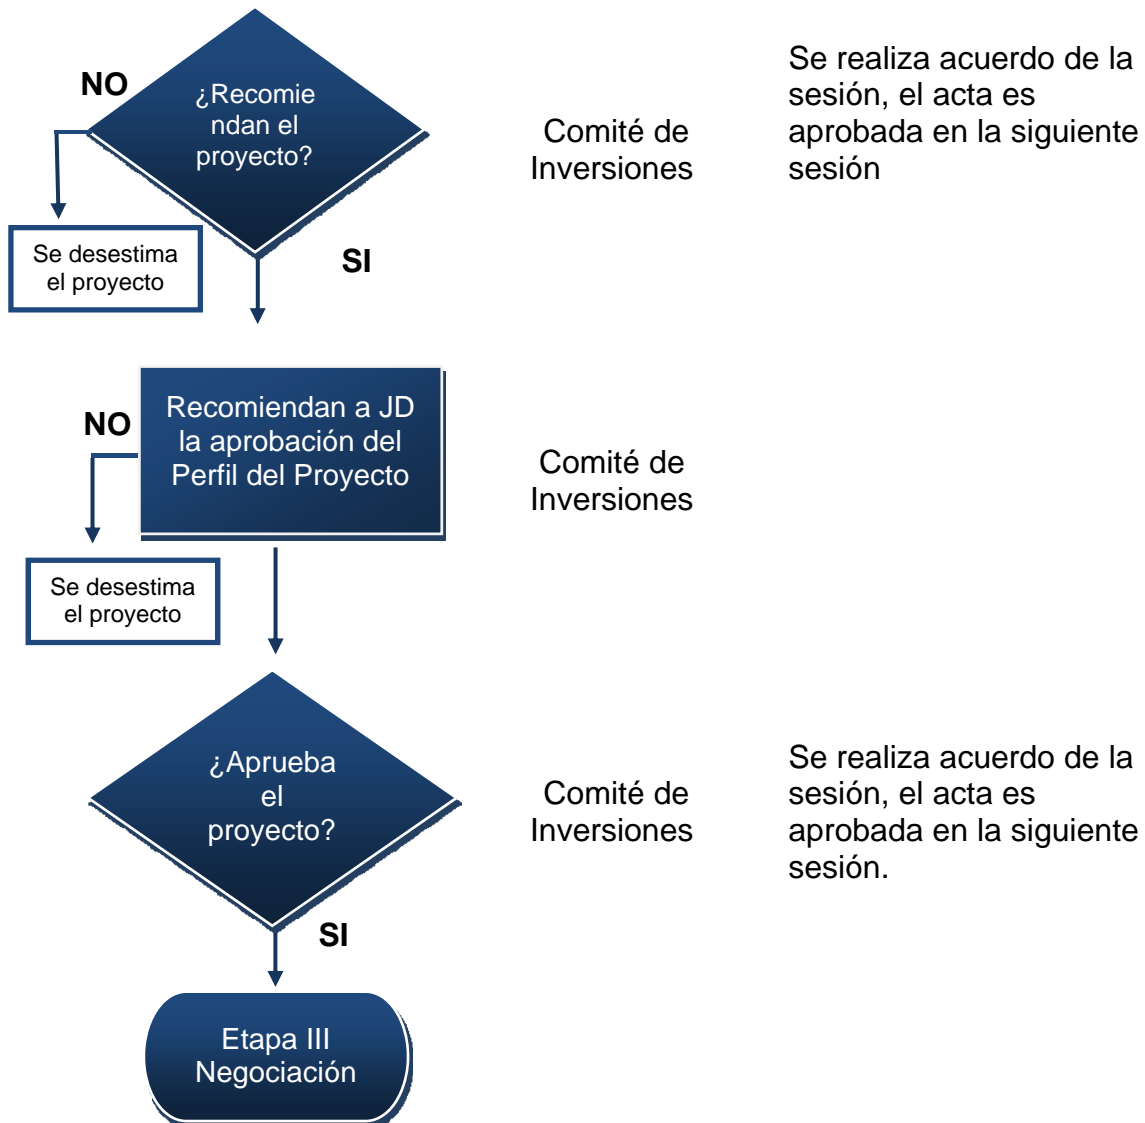 NO
¿Recomie
ndan el
proyecto?
Comité de
Inversiones
Se realiza acuerdo de la
sesión, el acta es
aprobada en la siguiente
sesión
Se desestima
el proyecto
SI
NO
Recomiendan a JD
la aprobación del
Perfil del Proyecto
Comité de
Inversiones
Se desestima
el proyecto
¿Aprueba
el
proyecto?
Comité de
Inversiones
Se realiza acuerdo de la
sesión, el acta es
aprobada en la siguiente
sesión.
SI
Etapa III
Negociación